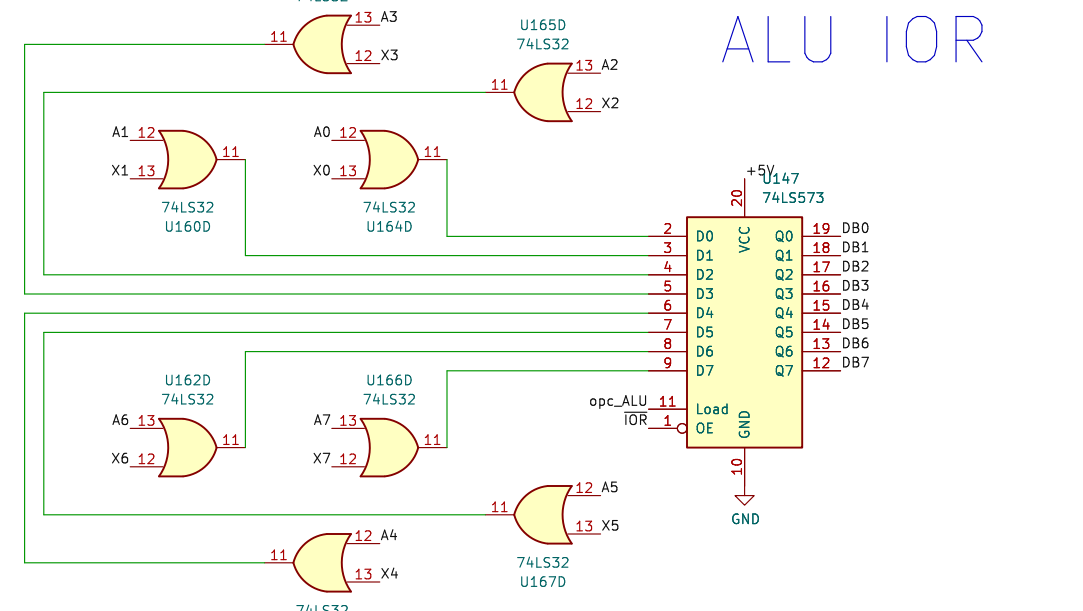 13 A3
11
12 X3
U165D
74LS32
ALU IOR
13 A2
11
12 X2
A1 12
11
X1 13
74LS32
U160D
A0 12
11
X0 13
74LS32
U164D
+5V
U147
74LS573
20
VCC
2 D0 Q0 19 DB0
3 D1 Q1 18 DB1
4 D2 Q2 17 DB2
5 D3 Q3 16 DB3
6 D4 Q4 15 DB4
7 D5 Q5 14 DB5
8 D6 Q6 13 DB6
9 D7 Q7 12 DB7
opc_ALU 11 Load
IOR 1 OE
GND
10
GND
U162D
74LS32
A6 13
11
X6 12
U166D
74LS32
A7 13
11
X7 12
12 A5
11
13 X5
74LS32
U167D
12 A4
11
13 X4